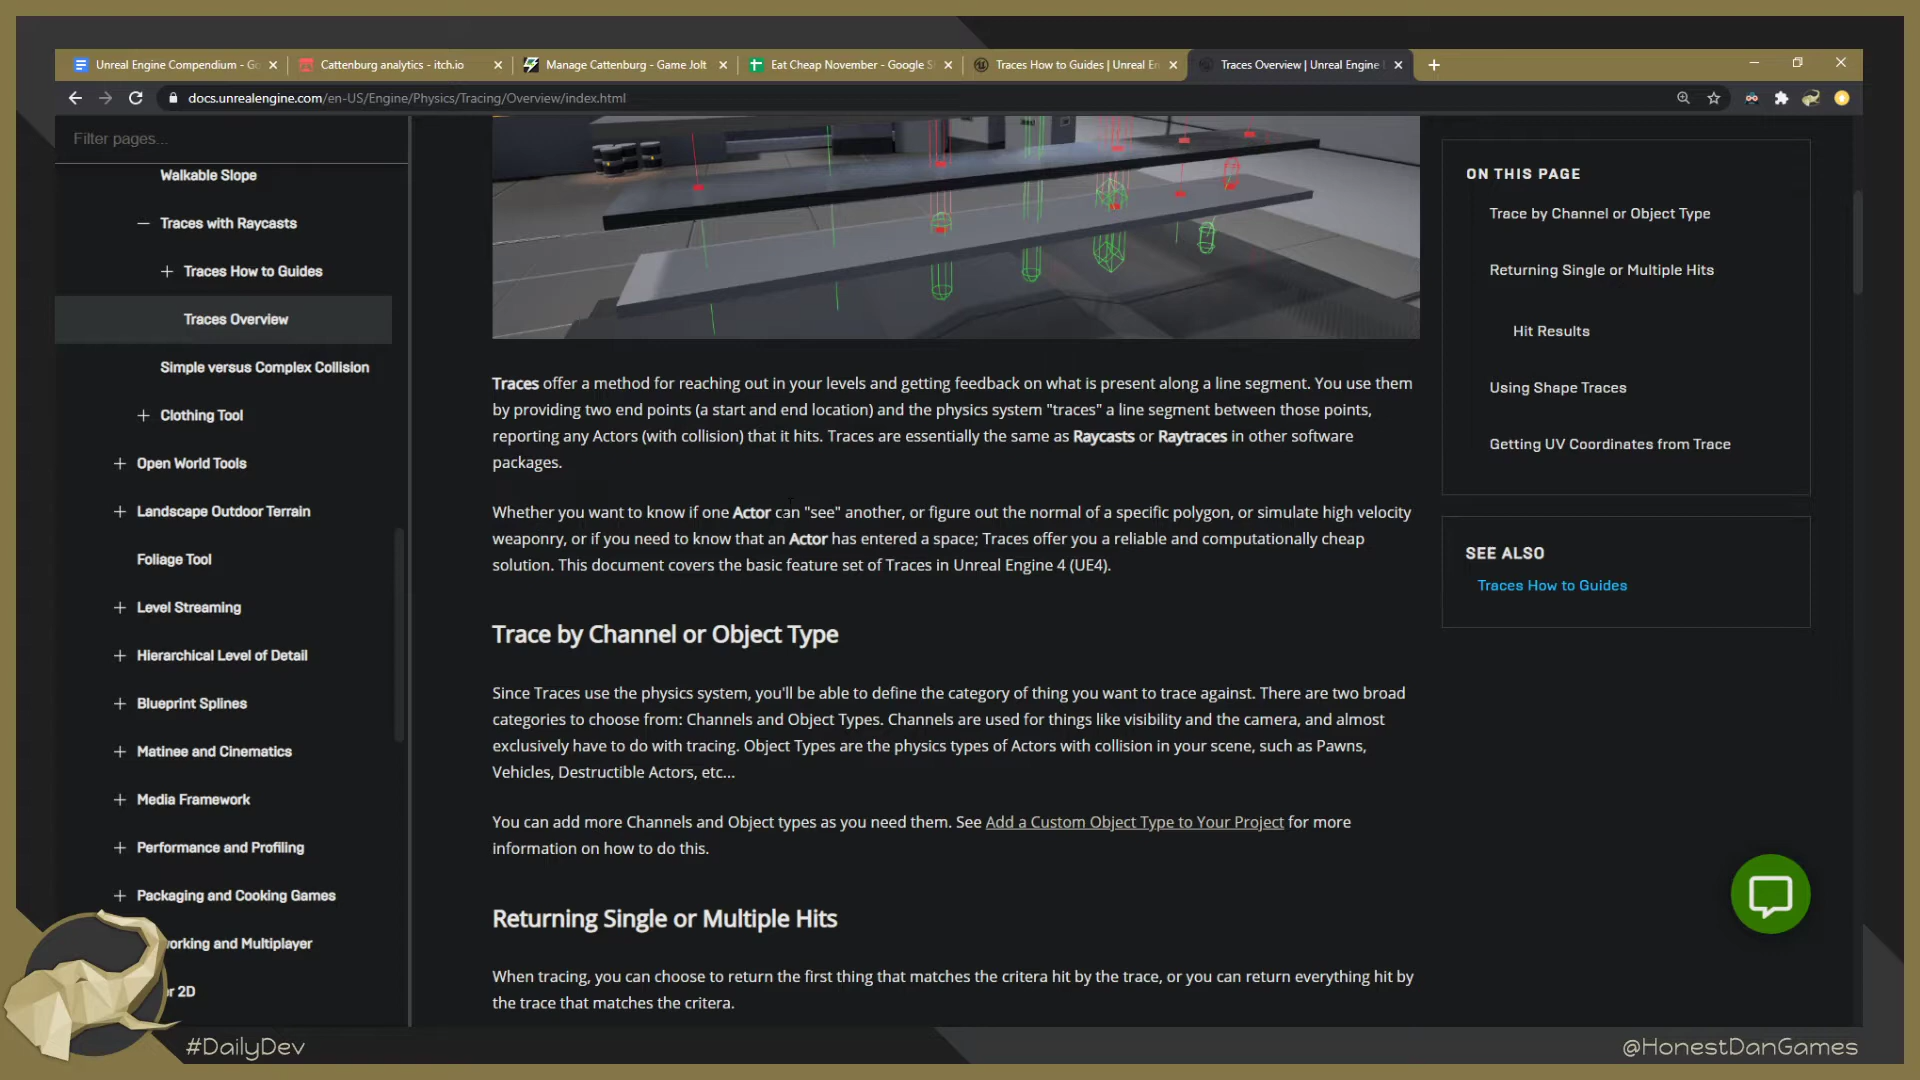 Unreal Engine Compendium - Go
Cattenburg analytics - itch.io
Manage Cattenburg - Game Jolt
Eat Cheap November - Google S
Traces How to Guides | Unreal En
Traces Overview | Unreal Engine
docs.unrealengine.com/en-US/Engine/Physics/Tracing/Overview/index.html
Filter pages...
Walkable Slope
Traces with Raycasts
Traces How to Guides
Traces Overview
Simple versus Complex Collision
Clothing Tool
Open World Tools
Landscape Outdoor Terrain
Foliage Tool
Level Streaming
Hierarchical Level of Detail
Blueprint Splines
Matinee and Cinematics
Media Framework
Performance and Profiling
Packaging and Cooking Games
orking and Multiplayer
r 2D
Traces offer a method for reaching out in your levels and getting feedback on what is present along a line segment. You use them
by providing two end points (a start and end location) and the physics system "traces" a line segment between those points,
reporting any Actors (with collision) that it hits. Traces are essentially the same as Raycasts or Raytraces in other software
packages.
Whether you want to know if one Actor can "see" another, or figure out the normal of a specific polygon, or simulate high velocity
weaponry, or if you need to know that an Actor has entered a space; Traces offer you a reliable and computationally cheap
solution. This document covers the basic feature set of Traces in Unreal Engine 4 (UE4).
Trace by Channel or Object Type
Since Traces use the physics system, you'll be able to define the category of thing you want to trace against. There are two broad
categories to choose from: Channels and Object Types. Channels are used for things like visibility and the camera, and almost
exclusively have to do with tracing. Object Types are the physics types of Actors with collision in your scene, such as Pawns,
Vehicles, Destructible Actors, etc...
You can add more Channels and Object types as you need them. See Add a Custom Object Type to Your Project for more
information on how to do this.
Returning Single or Multiple Hits
When tracing, you can choose to return the first thing that matches the critera hit by the trace, or you can return everything hit by
the trace that matches the critera.
ON THIS PAGE
Trace by Channel or Object Type
Returning Single or Multiple Hits
Hit Results
Using Shape Traces
Getting UV Coordinates from Trace
SEE ALSO
Traces How to Guides
#DailyDev
@HonestDanGames